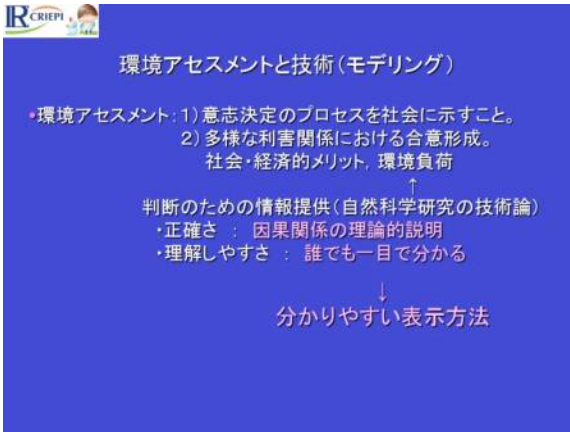 CRIEPI
環境アセスメントと技術(モデリング)
•環境アセスメント:1)意志決定のプロセスを社会に示すこと。
2)多様な利害関係における合意形成。
社会・経済的メリット, 環境負荷
↑
判断のための情報提供(自然科学研究の技術論)
・正確さ : 因果関係の理論的説明
・理解しやすさ : 誰でも一目で分かる
↓
分かりやすい表示方法